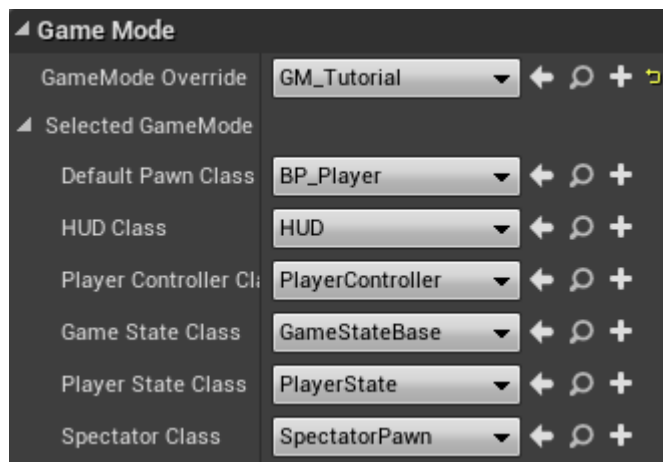 Game Mode
GameMode Override GM_Tutorial
Selected GameMode
Default Pawn Class BP_Player
HUD Class HUD
Player Controller Cla PlayerController
Game State Class GameStateBase
Player State Class PlayerState
Spectator Class SpectatorPawn